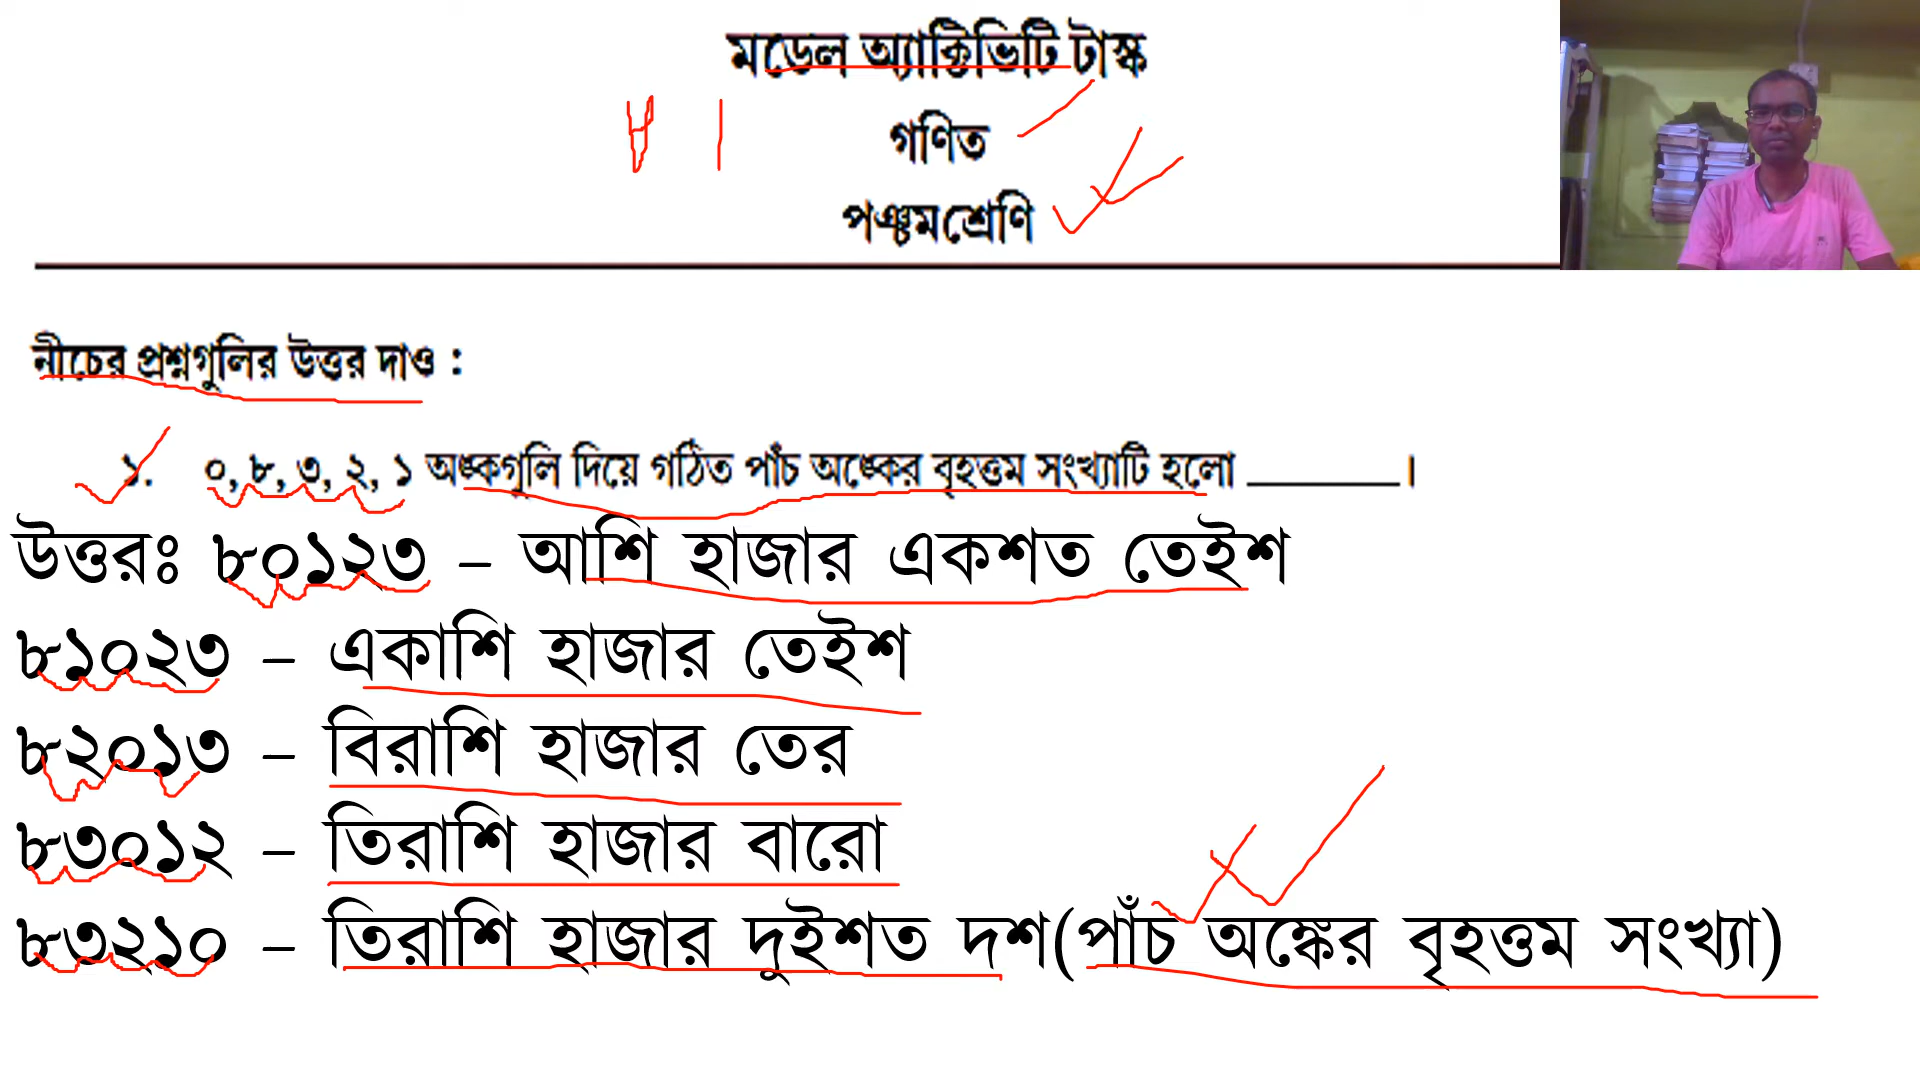 মডেল অ্যাক্টিভিটি টাস্ক
গণিত
পঞ্চমশ্রেণি
নীচের প্রশ্নগুলির উত্তর দাও :
১. ০, ৮, ৩, ২, ১ অঙ্কগুলি দিয়ে গঠিত পাঁচ অঙ্কের বৃহত্তম সংখ্যাটি হলো ________।
উত্তরঃ ৮০১২৩ – আশি হাজার একশত তেইশ
৮১০২৩ – একাশি হাজার তেইশ
৮২০১৩ – বিরাশি হাজার তের
৮৩০১২ – তিরাশি হাজার বারো
৮৩২১০ – তিরাশি হাজার দুইশত দশ(পাঁচ অঙ্কের বৃহত্তম সংখ্যা)